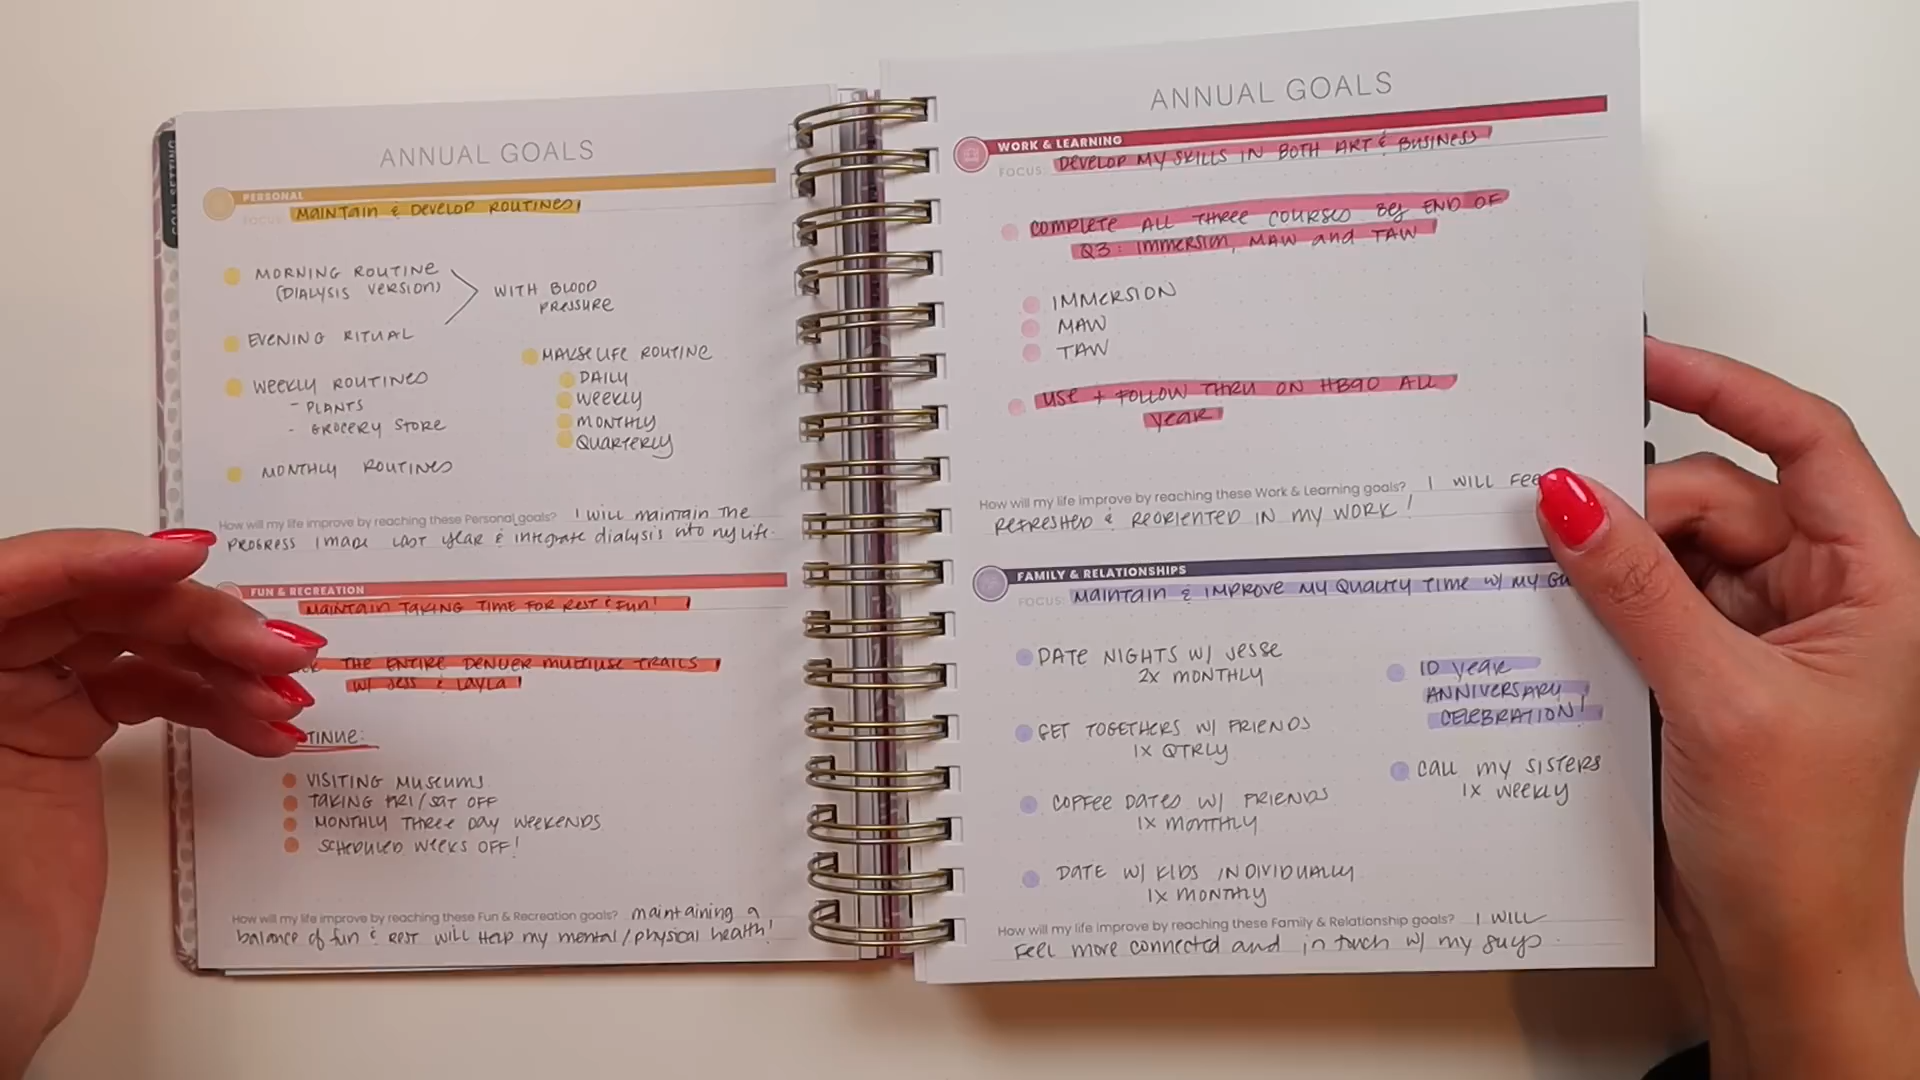 GOAL SETTING
ANNUAL GOALS
PERSONAL
FOCUS: MAINTAIN & DEVELOP ROUTINES
MORNING ROUTINE
(DIALYSIS VERSION)
WITH BLOOD
PRESSURE
EVENING RITUAL
WEEKLY ROUTINES
- PLANTS
- GROCERY STORE
MONTHLY ROUTINES
ROUTINE
DAILY
WEEKLY
MONTHLY
QUARTERLY
How will my life improve by reaching these Personal goals? I will maintain the
PROGRESS I MADE LAST YEAR & integrate dialysis into my life.
FUN & RECREATION
MAINTAIN TAKING TIME FOR REST & FUN!
THE ENTIRE DENVER MULTIUSE TRAILS
W/ JESS & LAYLA
TINUE:
VISITING MUSEUMS
TAKING FRI/SAT OFF
MONTHLY THREE DAY WEEKENDS
SCHEDULED WEEKS OFF!
How will my life improve by reaching these Fun & Recreation goals? maintaining a
balance of fun & REST WILL HELP my mental/physical health!
ANNUAL GOALS
WORK & LEARNING
FOCUS: DEVELOP MY SKILLS IN BOTH ART & BUSINESS
COMPLETE ALL THREE COURSES BY END OF
Q3: IMMERSION, MAW and TAW
IMMERSION
MAW
TAW
USE + FOLLOW THRU ON HB90 ALL
YEAR
How will my life improve by reaching these Work & Learning goals? I WILL FEE
REFRESHED & REORIENTED IN MY WORK!
FAMILY & RELATIONSHIPS
FOCUS: MAINTAIN & IMPROVE MY QUALITY TIME W/ MY GU
DATE NIGHTS W/ JESSE
2X MONTHLY
GET TOGETHERS W/ FRIENDS
1X QTRLY
COFFEE DATES W/ FRIENDS
1X MONTHLY
DATE W/ KIDS INDIVIDUALLY
1X MONTHLY
10 YEAR
ANNIVERSARY
CELEBRATION!
CALL MY SISTERS
1X WEEKLY
How will my life improve by reaching these Family & Relationship goals? I WILL
FEEL more connected and in touch w/ my guys.